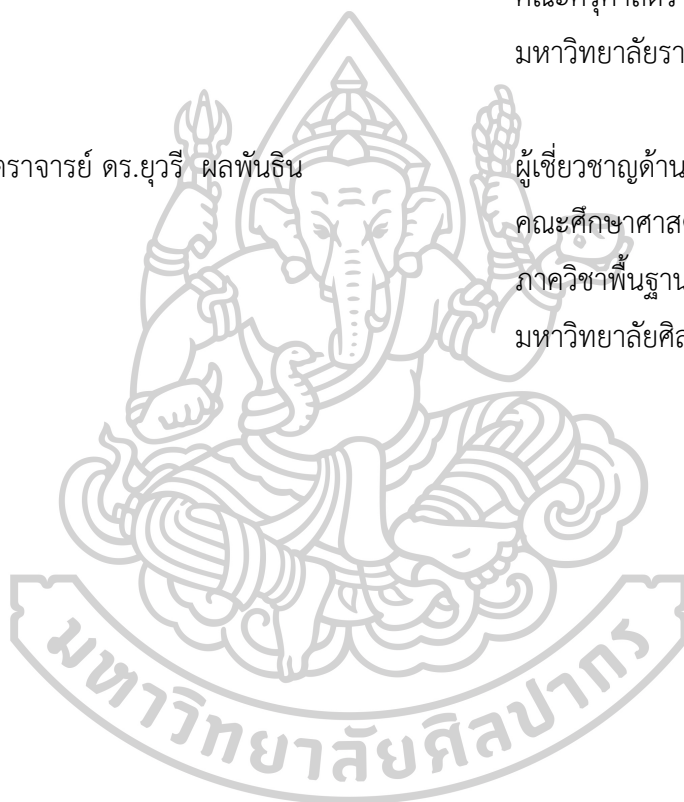 มหาวิทยาลัยรา
ตราจารย์ ดร.ยุวรี ผลพันธิน
ผู้เชี่ยวชาญด้าน
คณะศึกษาศาส
ภาควิชาพื้นฐาน
มหาวิทยาลัยศิล
มหาวิทยาลัยศิลปากร